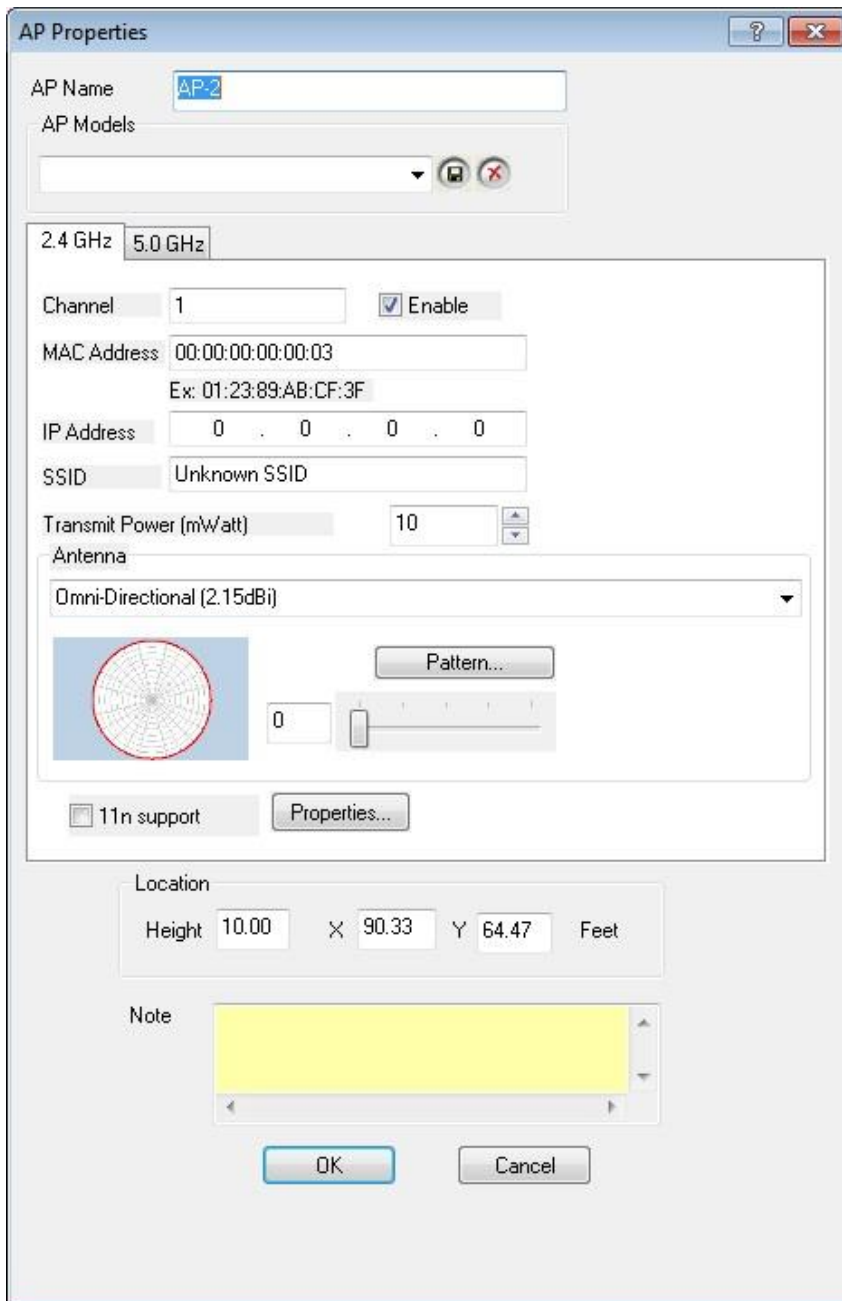 AP Properties
AP Name AP-2
AP Models
2.4 GHz 5.0 GHz
Channel 1 Enable
MAC Address 00:00:00:00:00:03
Ex: 01:23:89:AB:CF:3F
IP Address 0 . 0 . 0 . 0
SSID Unknown SSID
Transmit Power (mWatt) 10
Antenna
Omni-Directional (2.15dBi)
Pattern...
0
11n support Properties...
Location
Height 10.00 X 90.33 Y 64.47 Feet
Note
OK Cancel